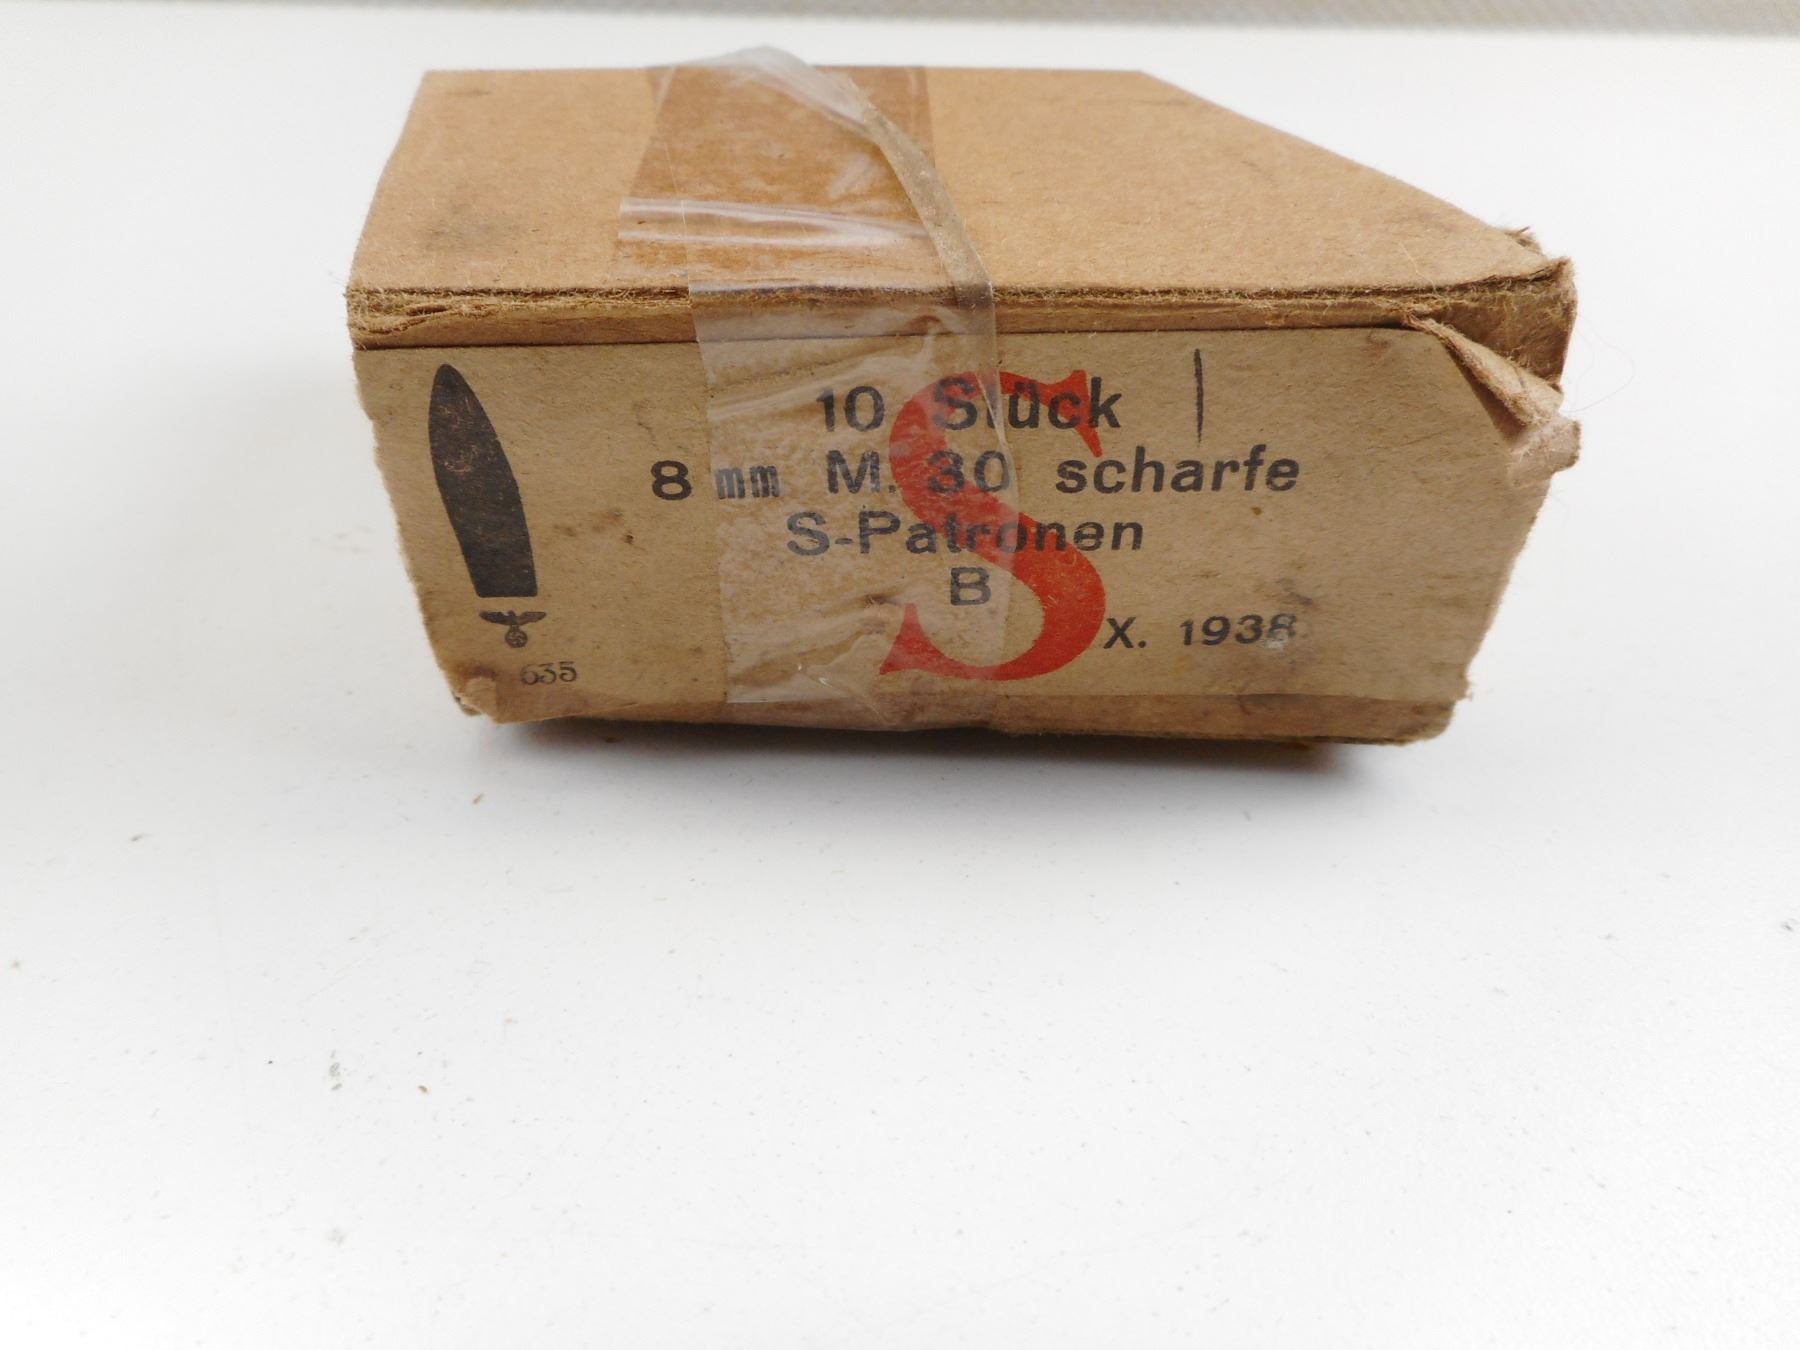 10 Stück
8 mm M. 30 scharfe
S-Patronen
B
S
X. 1938
635